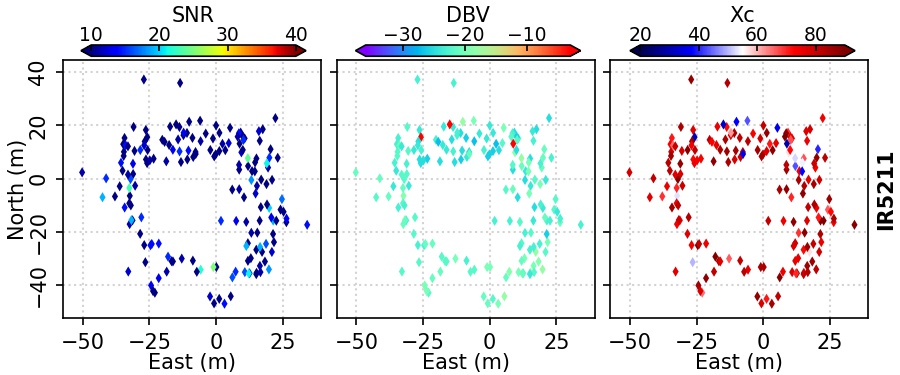 SNR DBV Xc
10 20 30 40 −30 −20 −10 20 40 60 80
40
20
0
−20
−40
North (m)
−50 −25 0 25 −50 −25 0 25 −50 −25 0 25
East (m) East (m) East (m)
IR5211